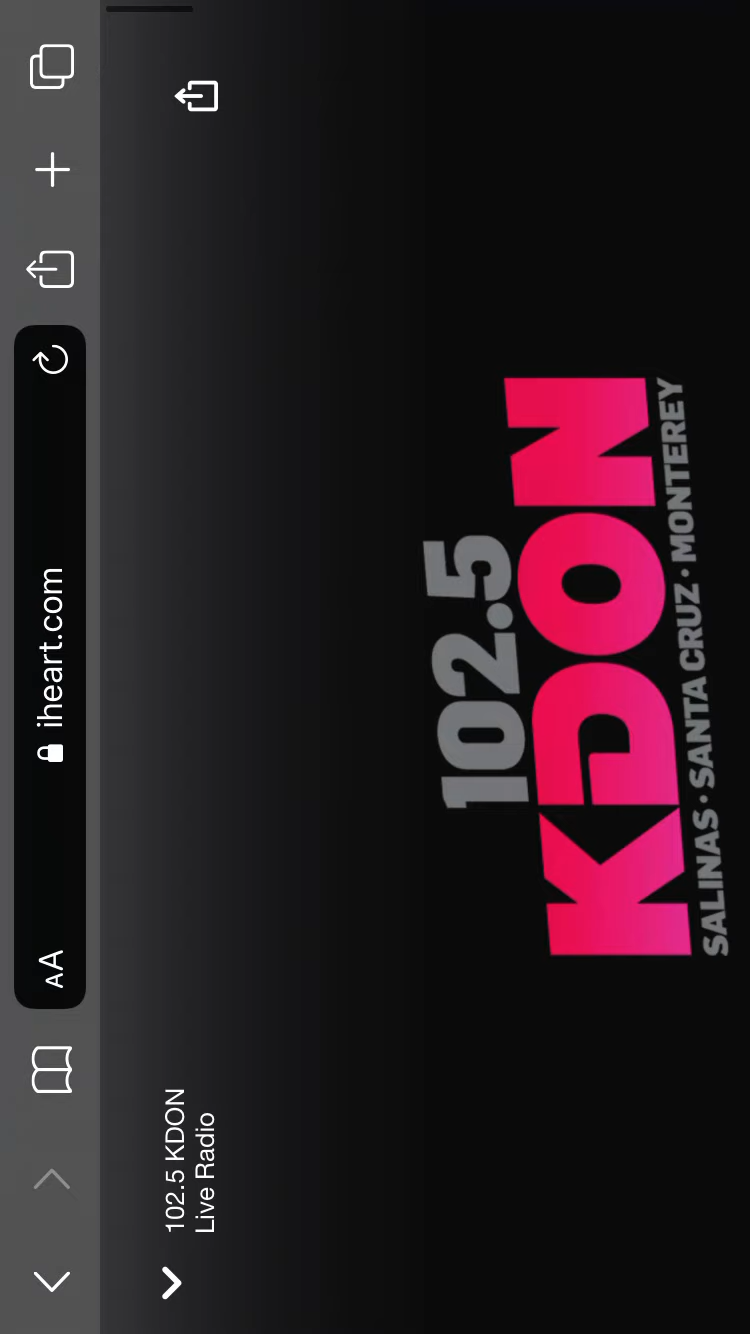 AA
iheart.com
102.5 KDON
Live Radio
102.5
KDON
SALINAS • SANTA CRUZ • MONTEREY